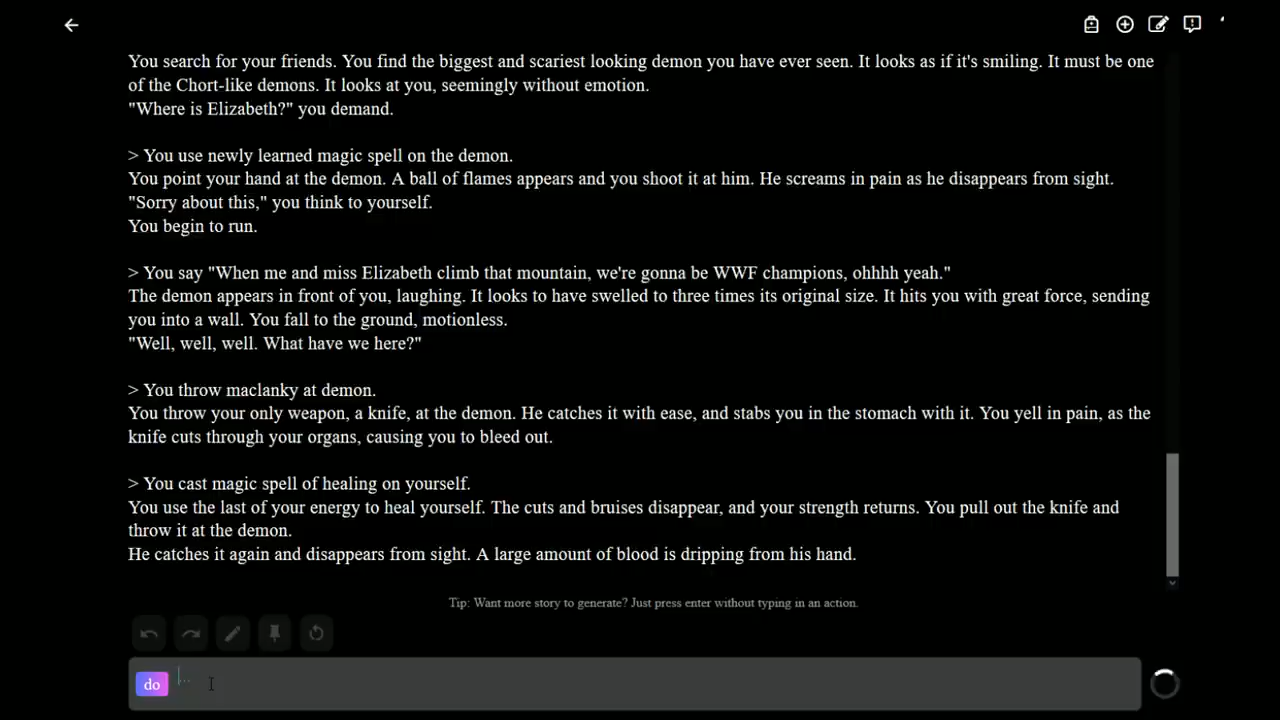 You search for your friends. You find the biggest and scariest looking demon you have ever seen. It looks as if it's smiling. It must be one
of the Chort-like demons. It looks at you, seemingly without emotion.
"Where is Elizabeth?" you demand.
> You use newly learned magic spell on the demon.
You point your hand at the demon. A ball of flames appears and you shoot it at him. He screams in pain as he disappears from sight.
"Sorry about this," you think to yourself.
You begin to run.
> You say "When me and miss Elizabeth climb that mountain, we're gonna be WWF champions, ohhhh yeah."
The demon appears in front of you, laughing. It looks to have swelled to three times its original size. It hits you with great force, sending
you into a wall. You fall to the ground, motionless.
"Well, well, well. What have we here?"
> You throw maclanky at demon.
You throw your only weapon, a knife, at the demon. He catches it with ease, and stabs you in the stomach with it. You yell in pain, as the
knife cuts through your organs, causing you to bleed out.
> You cast magic spell of healing on yourself.
You use the last of your energy to heal yourself. The cuts and bruises disappear, and your strength returns. You pull out the knife and
throw it at the demon.
He catches it again and disappears from sight. A large amount of blood is dripping from his hand.
Tip: Want more story to generate? Just press enter without typing in an action.
do ...